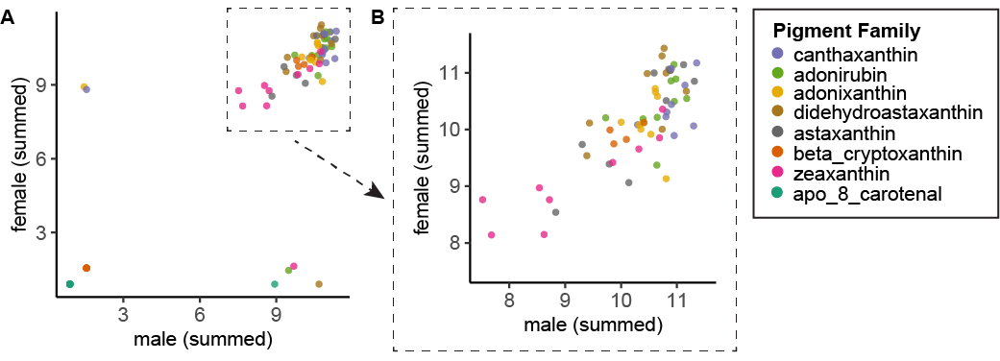 A
female (summed)
9
6
3
3 6 9
male (summed)
B
female (summed)
11
10
9
8
8 9 10 11
male (summed)
Pigment Family
canthaxanthin
adonirubin
adonixanthin
didehydroastaxanthin
astaxanthin
beta_cryptoxanthin
zeaxanthin
apo_8_carotenal